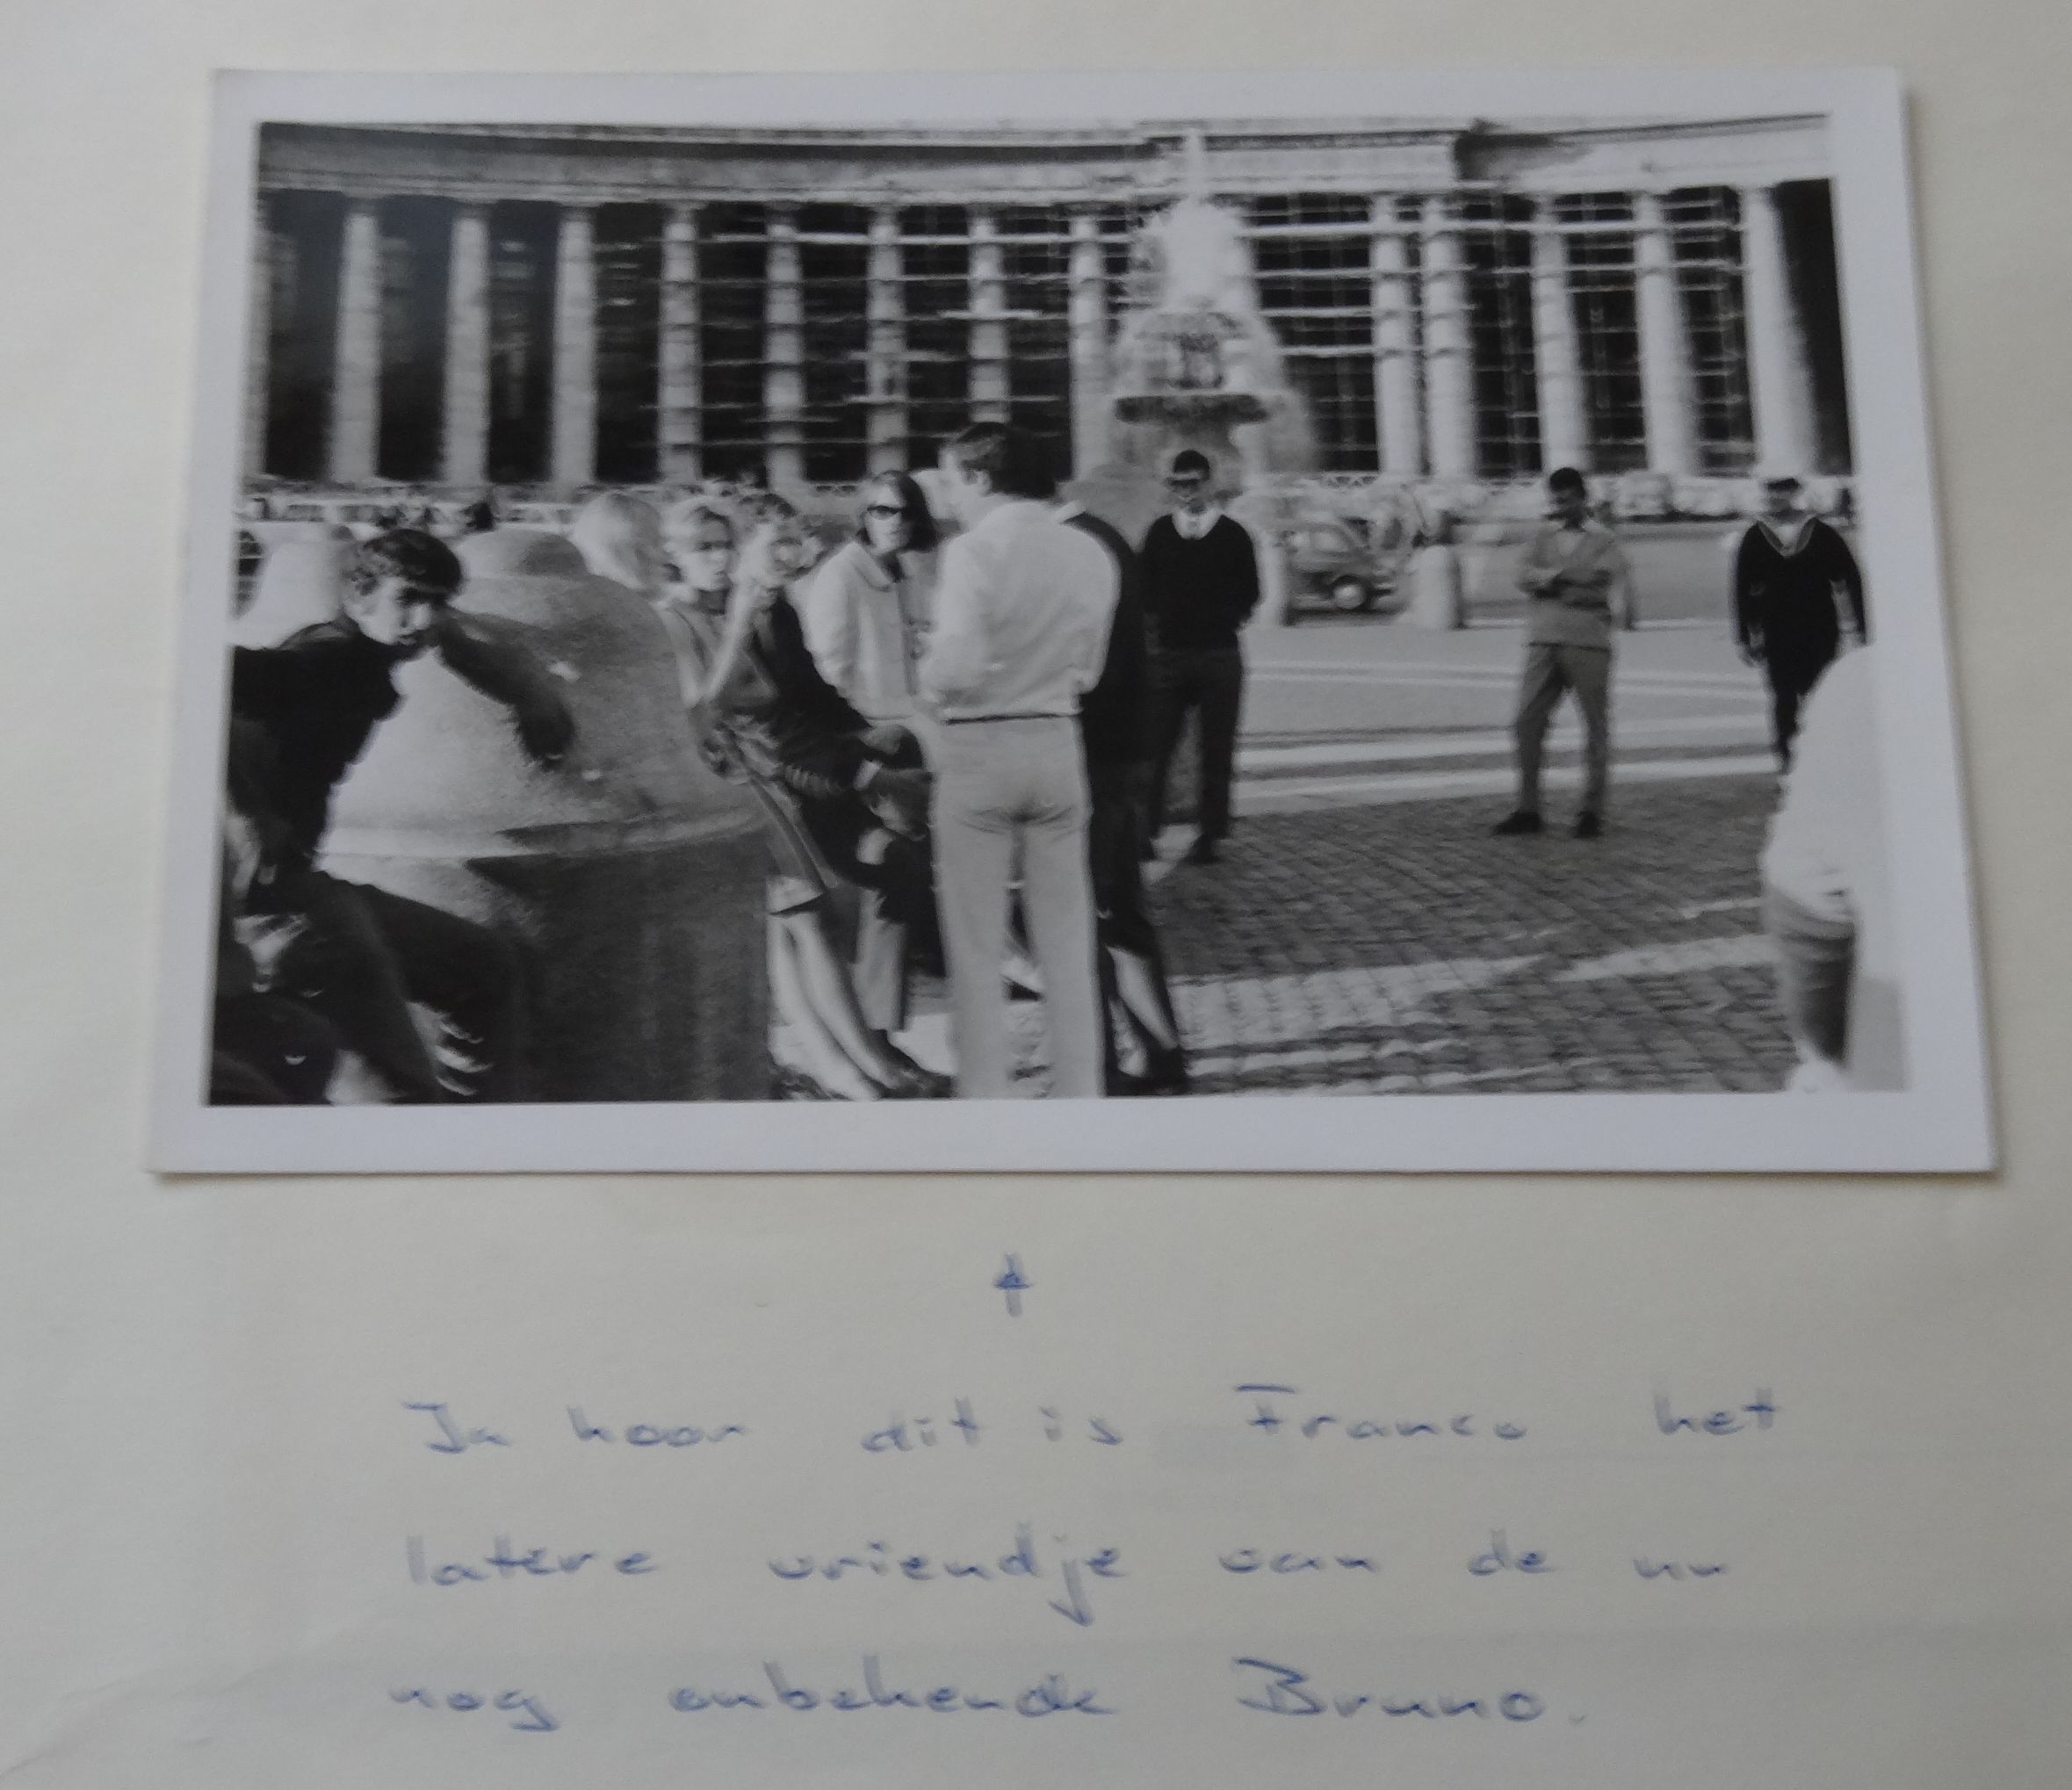 Ja hoor dit is Franco het
latere vriendje van de nu
nog onbekende Bruno.